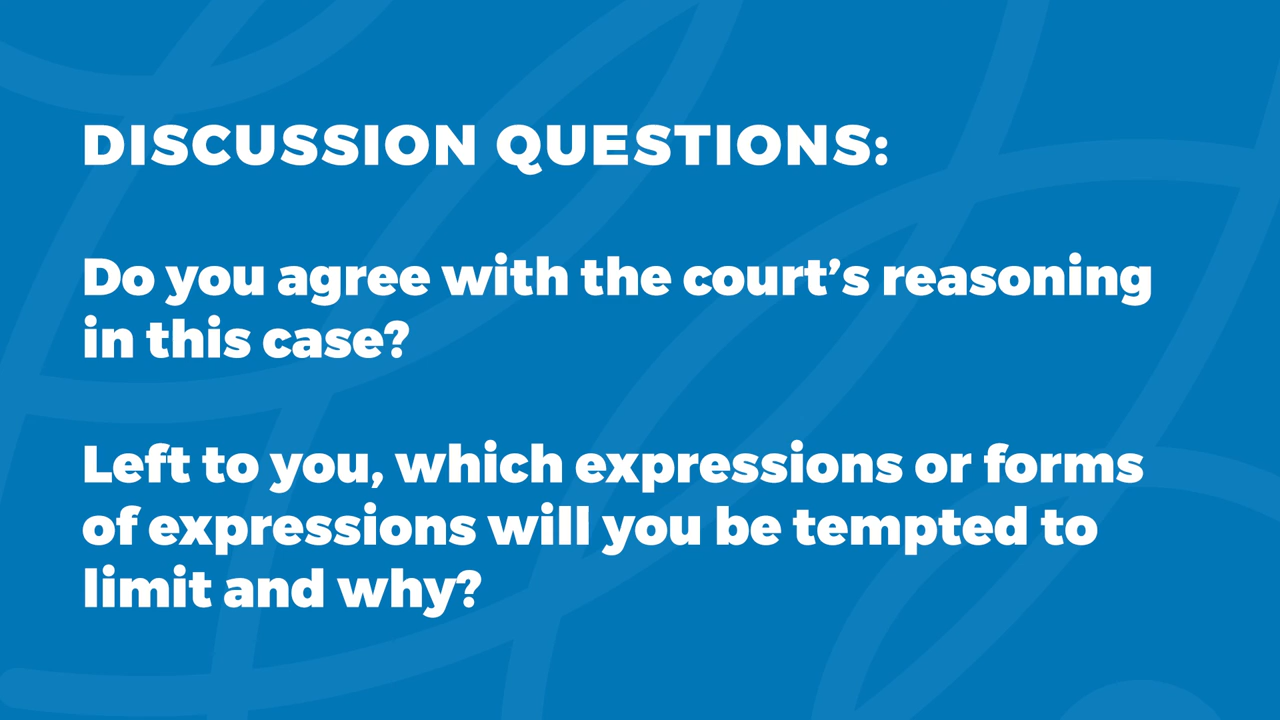 DISCUSSION QUESTIONS:
Do you agree with the court’s reasoning
in this case?
Left to you, which expressions or forms
of expressions will you be tempted to
limit and why?